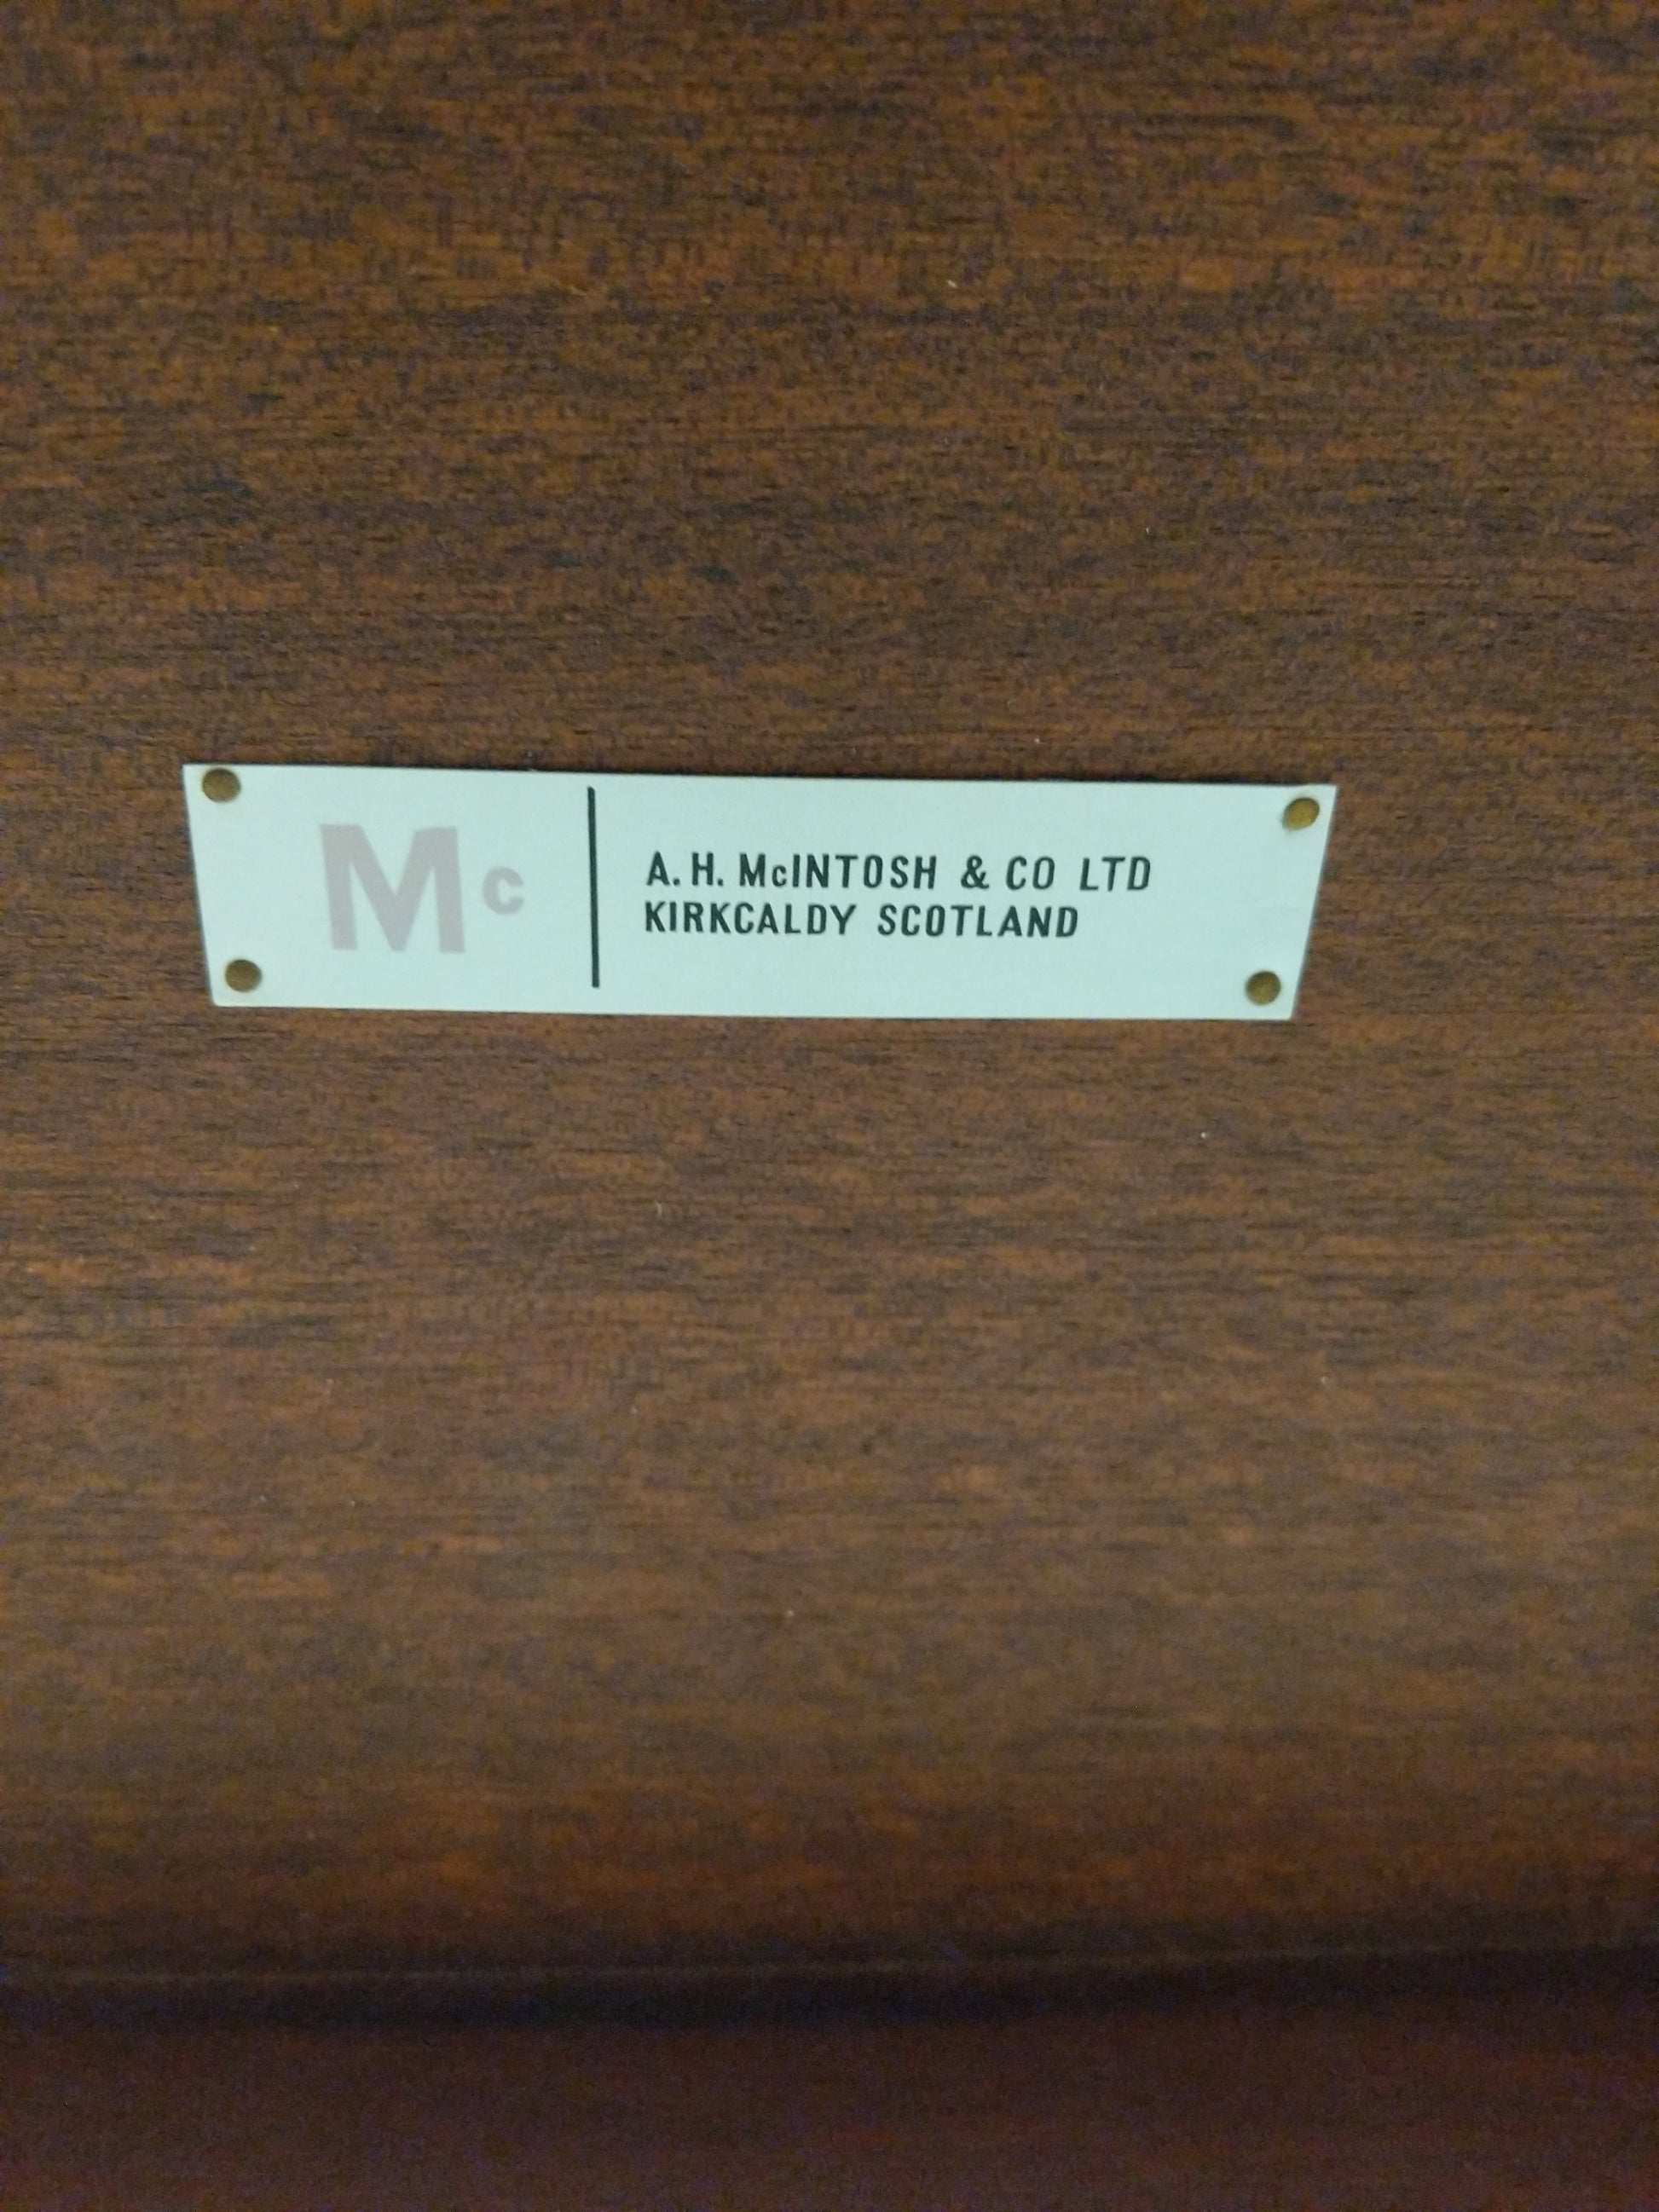 Mc
A. H. McINTOSH & CO LTD
KIRKCALDY SCOTLAND